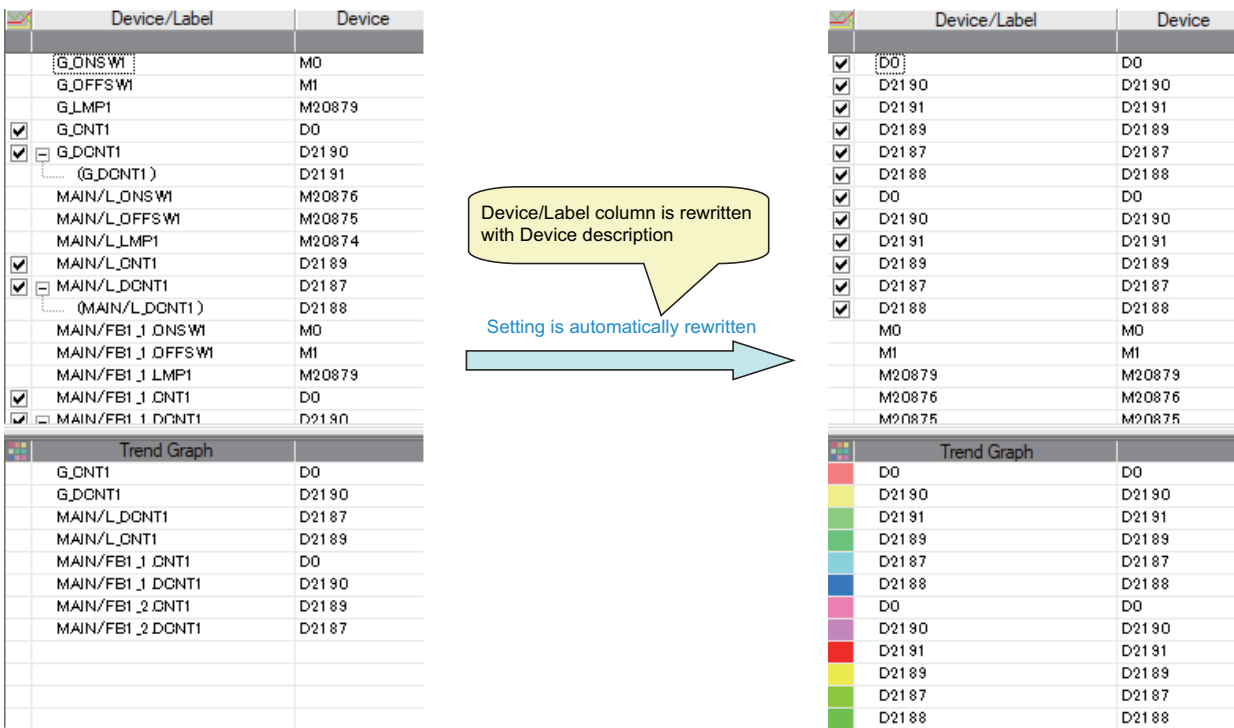 Device/Label Device
G_ONSW1 M0
G_OFFSW1 M1
G_LMP1 M20879
G_CNT1 D0
G_DCNT1 D2190
(G_DCNT1) D2191
MAIN/L_ONSW1 M20876
MAIN/L_OFFSW1 M20875
MAIN/L_LMP1 M20874
MAIN/L_CNT1 D2189
MAIN/L_DCNT1 D2187
(MAIN/L_DCNT1) D2188
MAIN/FB1_1.ONSW1 M0
MAIN/FB1_1.OFFSW1 M1
MAIN/FB1_1.LMP1 M20879
MAIN/FB1_1.CNT1 D0
MAIN/FB1_1.DCNT1 D2190
Trend Graph
G_CNT1 D0
G_DCNT1 D2190
MAIN/L_DCNT1 D2187
MAIN/L_CNT1 D2189
MAIN/FB1_1.CNT1 D0
MAIN/FB1_1.DCNT1 D2190
MAIN/FB1_2.CNT1 D2189
MAIN/FB1_2.DCNT1 D2187
Device/Label column is rewritten
with Device description
Setting is automatically rewritten
Device/Label Device
D0 D0
D2190 D2190
D2191 D2191
D2189 D2189
D2187 D2187
D2188 D2188
D0 D0
D2190 D2190
D2191 D2191
D2189 D2189
D2187 D2187
D2188 D2188
M0 M0
M1 M1
M20879 M20879
M20876 M20876
M20875 M20875
Trend Graph
D0 D0
D2190 D2190
D2191 D2191
D2189 D2189
D2187 D2187
D2188 D2188
D0 D0
D2190 D2190
D2191 D2191
D2189 D2189
D2187 D2187
D2188 D2188